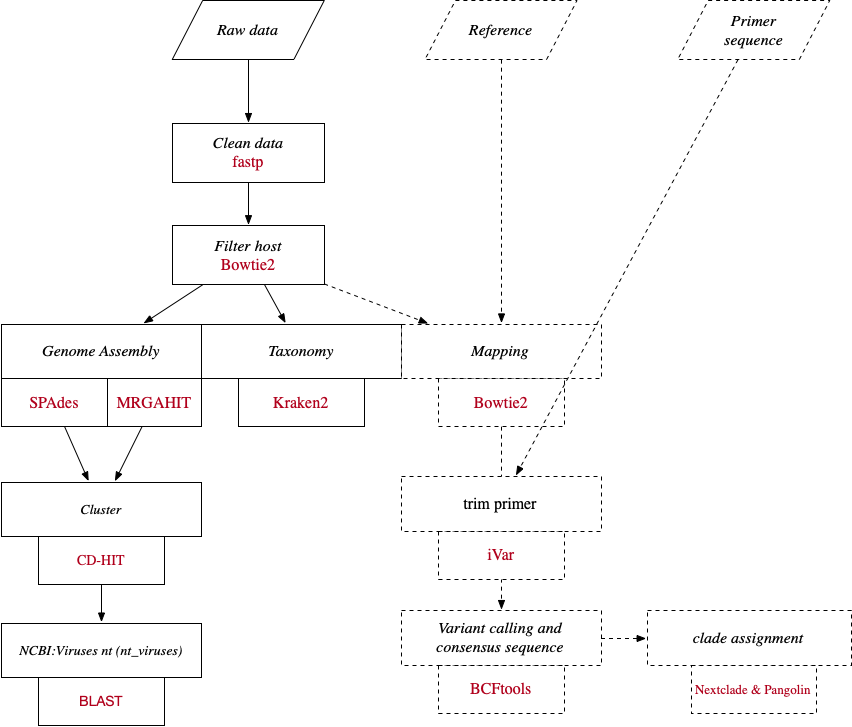 Raw data
Reference
Primer
sequence
Clean data
fastp
Filter host
Bowtie2
Genome Assembly
Taxonomy
Mapping
SPAdes
MRGAHIT
Kraken2
Bowtie2
Cluster
trim primer
CD-HIT
iVar
NCBI:Viruses nt (nt_viruses)
Variant calling and
consensus sequence
clade assignment
BLAST
BCFtools
Nextclade & Pangolin